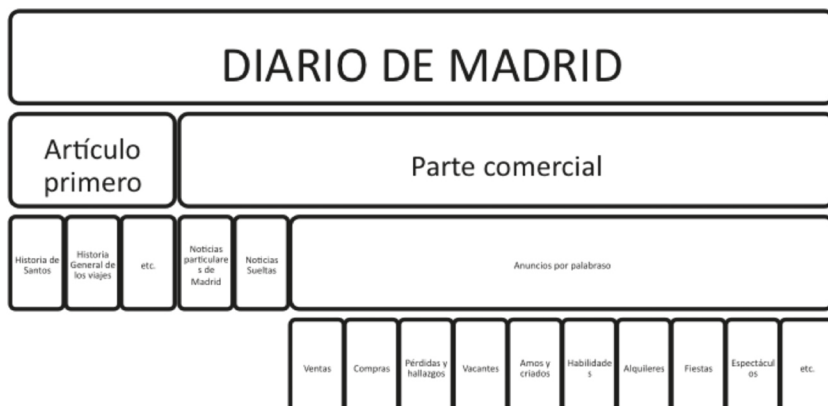 DIARIO DE MADRID
Artículo
primero
Parte comercial
Historia de
Santos
Historia
General de
los viajes
etc.
Noticias
particulare
s de
Madrid
Noticias
Sueltas
Anuncios por palabraso
Ventas
Compras
Pérdidas y
hallazgos
Vacantes
Amos y
criados
Habilidade
s
Alquileres
Fiestas
Espectácul
os
etc.